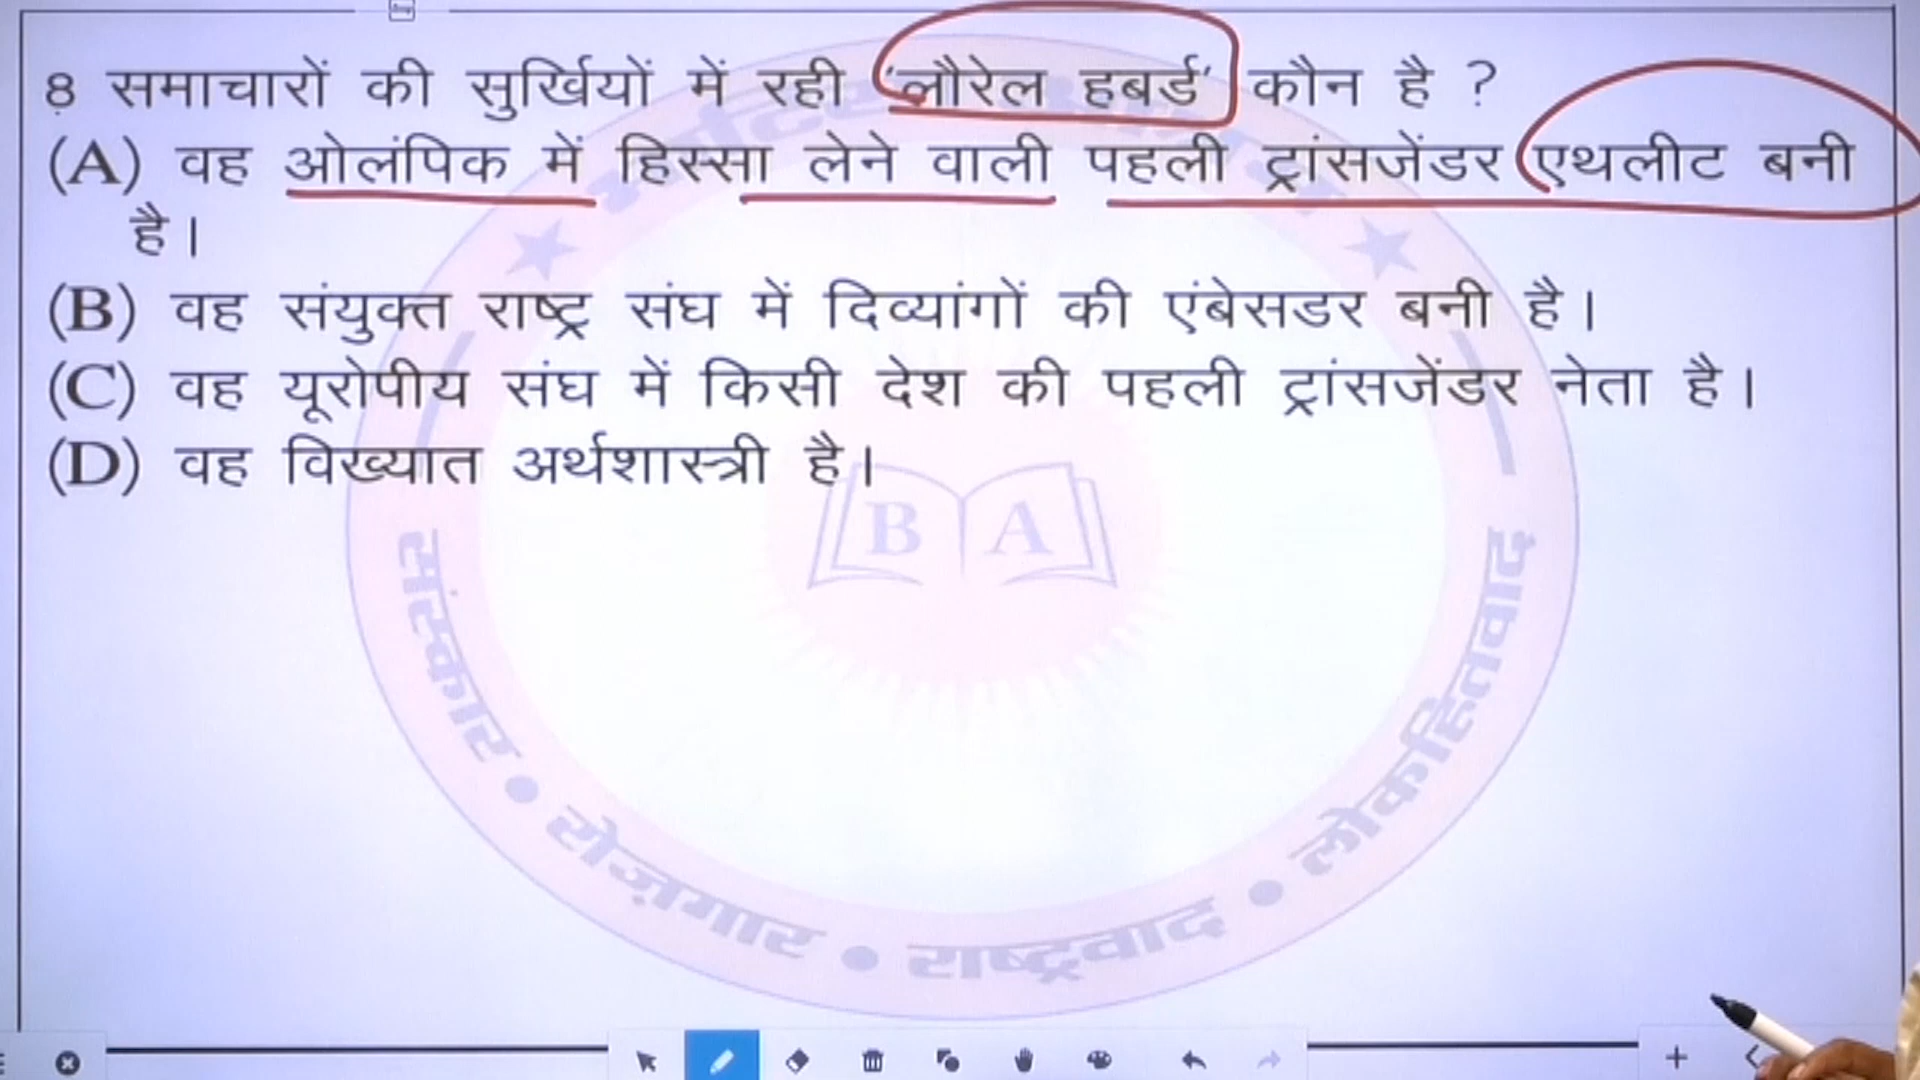 8 समाचारों की सुर्खियों में रही 'लौरेल हबर्ड' कौन है ?
(A) वह ओलंपिक में हिस्सा लेने वाली पहली ट्रांसजेंडर एथलीट बनी
है।
(B) वह संयुक्त राष्ट्र संघ में दिव्यांगों की एंबेसडर बनी है।
(C) वह यूरोपीय संघ में किसी देश की पहली ट्रांसजेंडर नेता है।
(D) वह विख्यात अर्थशास्त्री है।
B A
संस्कार • रोज़गार • राष्ट्रवाद • लोकहितवाद